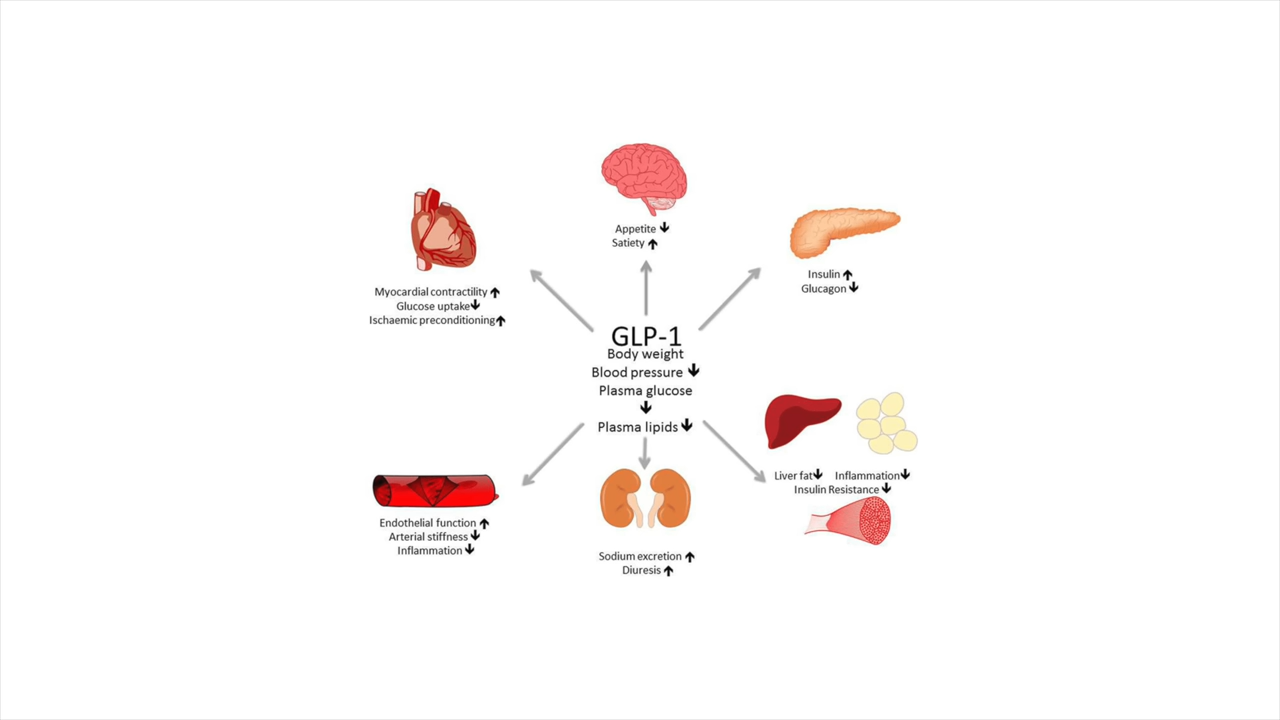 Appetite ↓
Satiety ↑
Myocardial contractility ↑
Glucose uptake↓
Ischaemic preconditioning↑
Insulin ↑
Glucagon ↓
GLP-1
Body weight
Blood pressure ↓
Plasma glucose
↓
Plasma lipids ↓
Endothelial function ↑
Arterial stiffness ↓
Inflammation ↓
Sodium excretion ↑
Diuresis ↑
Liver fat↓ Inflammation↓
Insulin Resistance ↓